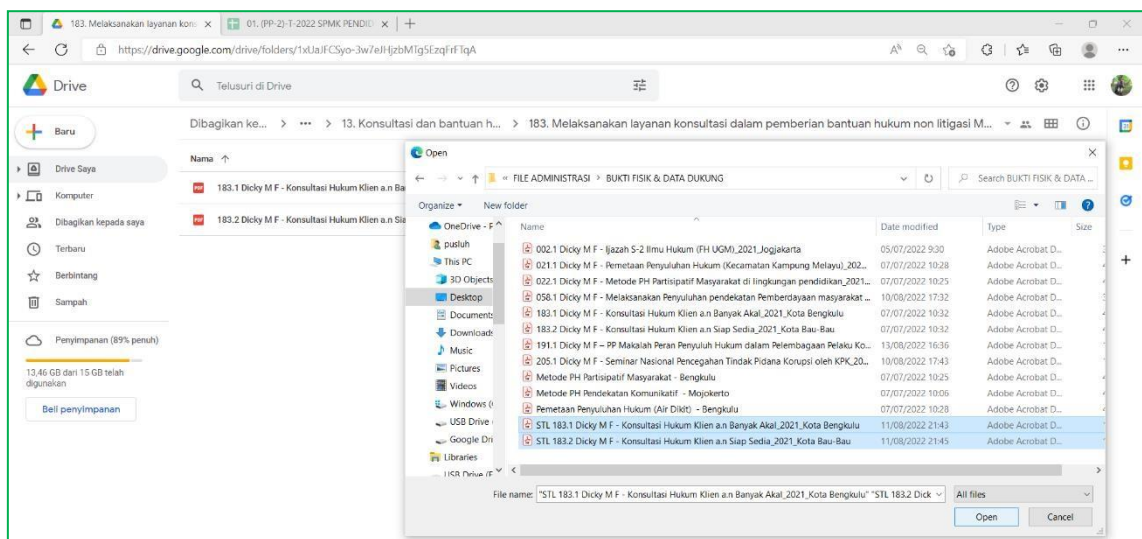 183. Melaksanakan layanan kons
01. (PP-2)-T-2022 SPMK PENDID
https://drive.google.com/drive/folders/1xUaJFCSyo-3w7eJHjzbMTg5EzqFrFTqA
Drive
Telusuri di Drive
Baru
Dibagikan ke... > ... > 13. Konsultasi dan bantuan h... > 183. Melaksanakan layanan konsultasi dalam pemberian bantuan hukum non litigasi M...
Nama
Drive Saya
Komputer
Dibagikan kepada saya
Terbaru
Berbintang
Sampah
Penyimpanan (89% penuh)
13,46 GB dari 15 GB telah
digunakan
Beli penyimpanan
183.1 Dicky M F - Konsultasi Hukum Klien a.n Ba
183.2 Dicky M F - Konsultasi Hukum Klien a.n Sia
Open
« FILE ADMINISTRASI > BUKTI FISIK & DATA DUKUNG
Search BUKTI FISIK & DATA ...
Organize
New folder
OneDrive - F
pusluh
This PC
3D Objects
Desktop
Documents
Downloads
Music
Pictures
Videos
Windows (
USB Drive
Google Dri
Libraries
USB Drive (F
Name Date modified Type Size
002.1 Dicky M F - Ijazah S-2 Ilmu Hukum (FH UGM)_2021_Jogjakarta 05/07/2022 9:30 Adobe Acrobat D...
021.1 Dicky M F - Pemetaan Penyuluhan Hukum (Kecamatan Kampung Melayu)_202... 07/07/2022 10:28 Adobe Acrobat D...
022.1 Dicky M F - Metode PH Partisipatif Masyarakat di lingkungan pendidikan_2021... 07/07/2022 10:25 Adobe Acrobat D...
058.1 Dicky M F - Melaksanakan Penyuluhan pendekatan Pemberdayaan masyarakat ... 10/08/2022 17:32 Adobe Acrobat D...
183.1 Dicky M F - Konsultasi Hukum Klien a.n Banyak Akal_2021_Kota Bengkulu 07/07/2022 10:32 Adobe Acrobat D...
183.2 Dicky M F - Konsultasi Hukum Klien a.n Siap Sedia_2021_Kota Bau-Bau 07/07/2022 10:32 Adobe Acrobat D...
191.1 Dicky M F – PP Makalah Peran Penyuluh Hukum dalam Pelembagaan Pelaku Ko... 13/08/2022 16:36 Adobe Acrobat D...
205.1 Dicky M F - Seminar Nasional Pencegahan Tindak Pidana Korupsi oleh KPK_20... 10/08/2022 17:43 Adobe Acrobat D...
Metode PH Partisipatif Masyarakat - Bengkulu 07/07/2022 10:25 Adobe Acrobat D...
Metode PH Pendekatan Komunikatif - Mojokerto 07/07/2022 10:06 Adobe Acrobat D...
Pemetaan Penyuluhan Hukum (Air Dikit) - Bengkulu 07/07/2022 10:28 Adobe Acrobat D...
STL 183.1 Dicky M F - Konsultasi Hukum Klien a.n Banyak Akal_2021_Kota Bengkulu 11/08/2022 21:43 Adobe Acrobat D...
STL 183.2 Dicky M F - Konsultasi Hukum Klien a.n Siap Sedia_2021_Kota Bau-Bau 11/08/2022 21:45 Adobe Acrobat D...
File name: "STL 183.1 Dicky M F - Konsultasi Hukum Klien a.n Banyak Akal_2021_Kota Bengkulu" "STL 183.2 Dick
All files
Open
Cancel